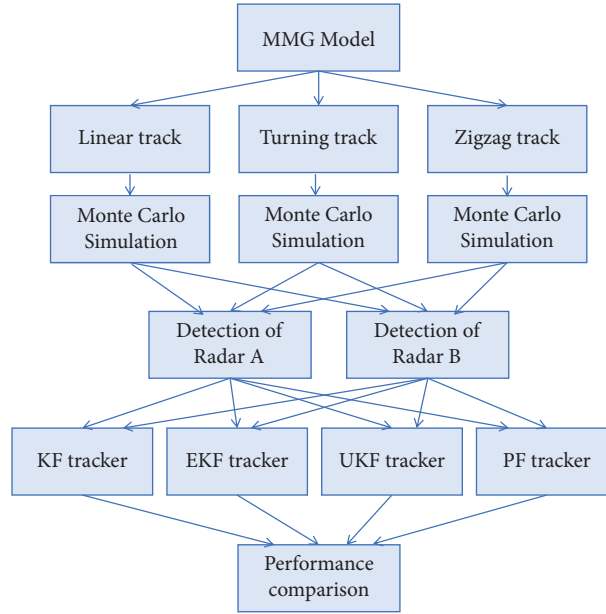 MMG Model
Linear track
Turning track
Zigzag track
Monte Carlo
Simulation
Monte Carlo
Simulation
Monte Carlo
Simulation
Detection of
Radar A
Detection of
Radar B
KF tracker
EKF tracker
UKF tracker
PF tracker
Performance
comparison